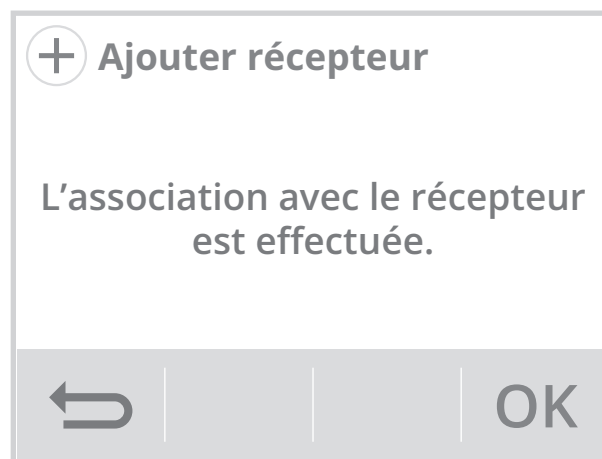 Ajouter récepteur
L’association avec le récepteur
est effectuée.
OK